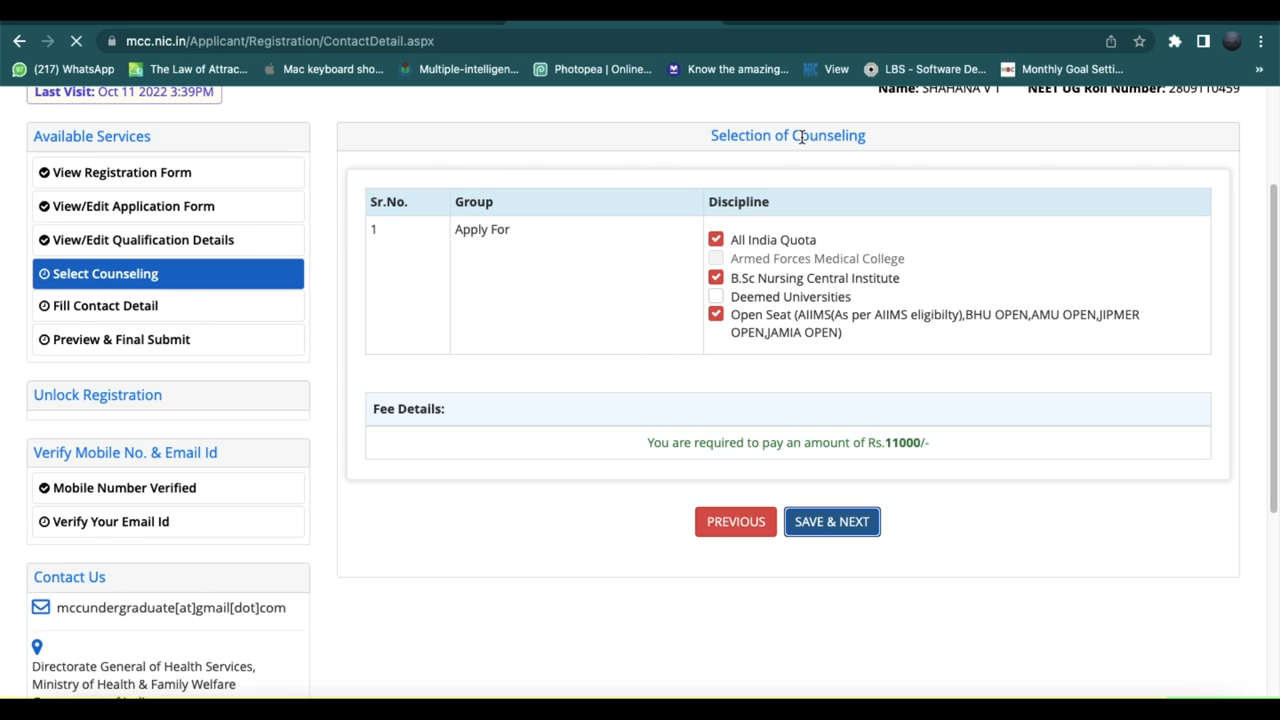 mcc.nic.in/Applicant/Registration/ContactDetail.aspx
(217) WhatsApp The Law of Attrac... Mac keyboard sho... Multiple-intelligen... Photopea | Online... Know the amazing... View LBS - Software De... Monthly Goal Setti... »
Last Visit: Oct 11 2022 3:39PM
Name: SHAHANA V T NEET UG Roll Number: 2809110459
Available Services
View Registration Form
View/Edit Application Form
View/Edit Qualification Details
Select Counseling
Fill Contact Detail
Preview & Final Submit
Unlock Registration
Verify Mobile No. & Email Id
Mobile Number Verified
Verify Your Email Id
Contact Us
mccundergraduate[at]gmail[dot]com
Directorate General of Health Services,
Ministry of Health & Family Welfare
Selection of Counseling
Sr.No. Group Discipline
1 Apply For
All India Quota
Armed Forces Medical College
B.Sc Nursing Central Institute
Deemed Universities
Open Seat (AIIMS(As per AIIMS eligibilty),BHU OPEN,AMU OPEN,JIPMER
OPEN,JAMIA OPEN)
Fee Details:
You are required to pay an amount of Rs.11000/-
PREVIOUS SAVE & NEXT